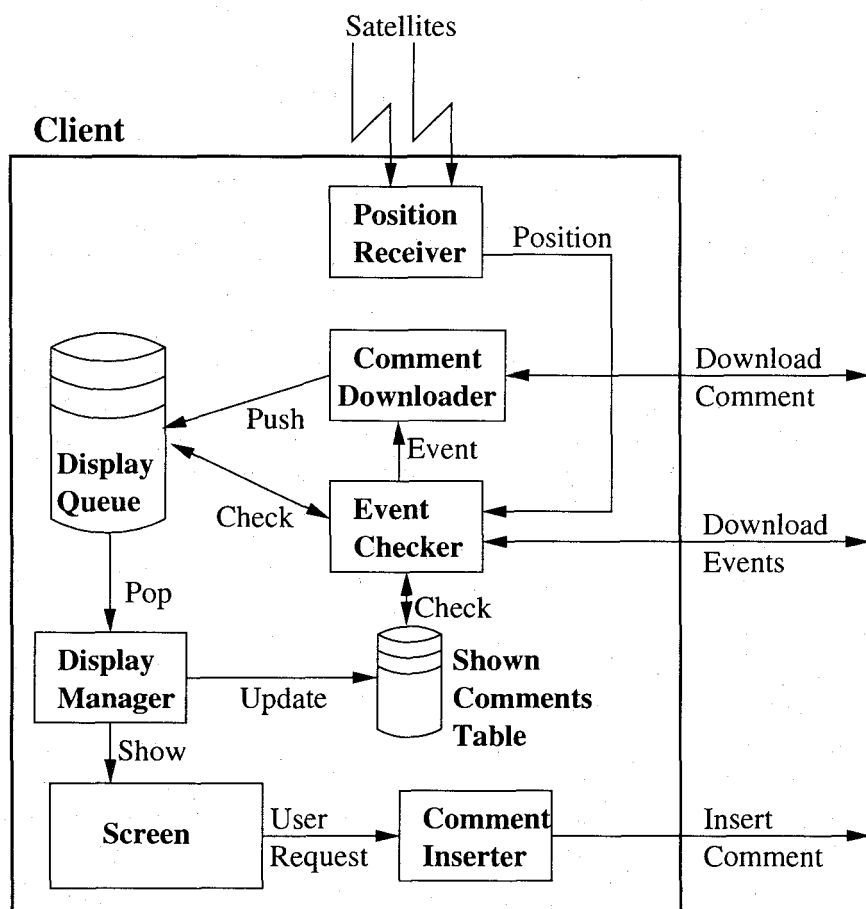 Satellites
Client
Position
Receiver
Position
Comment
Downloader
Download
Comment
Push
Event
Display
Queue
Check
Event
Checker
Download
Events
Pop
Check
Display
Manager
Update
Shown
Comments
Table
Show
Screen
User
Request
Comment
Inserter
Insert
Comment